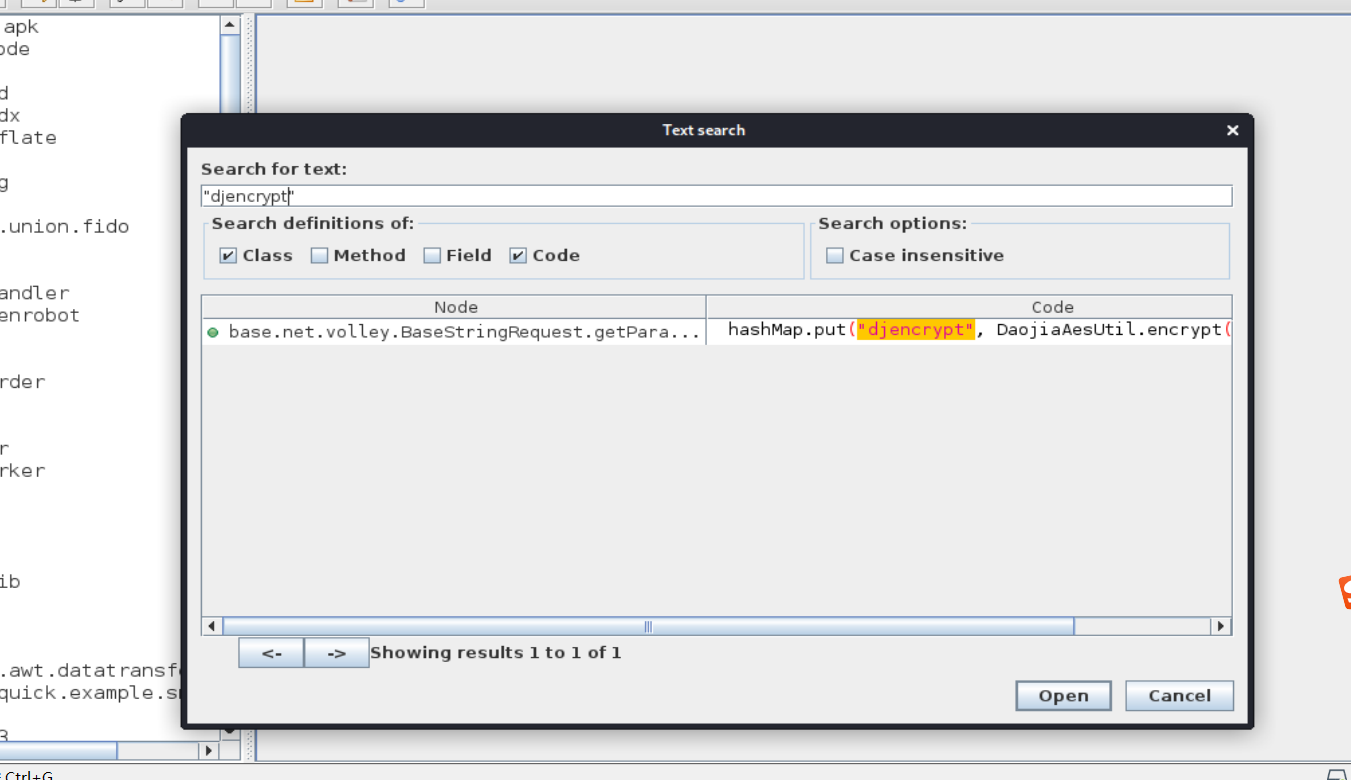 apk
ode
d
dx
flate
g
.union.fido
andler
enrobot
rder
r
rker
ib
.awt.datatransf
quick.example.s
3
Ctrl+G
Text search
Search for text:
"djencrypt"
Search definitions of:
Class Method Field Code
Search options:
Case insensitive
Node Code
base.net.volley.BaseStringRequest.getPara... hashMap.put("djencrypt", DaojiaAesUtil.encrypt(
<- -> Showing results 1 to 1 of 1
Open Cancel